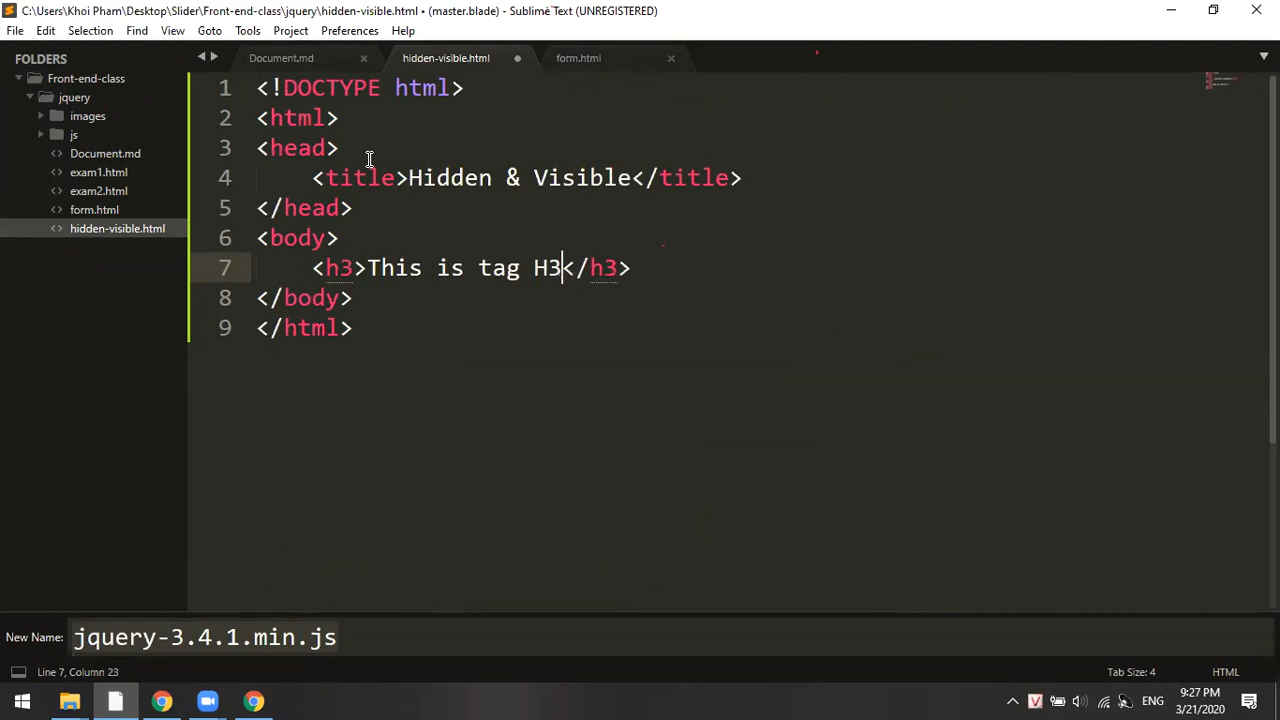 C:\Users\Khoi Pham\Desktop\Slider\Front-end-class\jquery\hidden-visible.html • (master.blade) - Sublime Text (UNREGISTERED)
File Edit Selection Find View Goto Tools Project Preferences Help
FOLDERS
Front-end-class
jquery
images
js
Document.md
exam1.html
exam2.html
form.html
hidden-visible.html
Document.md hidden-visible.html form.html
1 <!DOCTYPE html>
2 <html>
3 <head>
4 <title>Hidden & Visible</title>
5 </head>
6 <body>
7 <h3>This is tag H3</h3>
8 </body>
9 </html>
New Name: jquery-3.4.1.min.js
Line 7, Column 23 Tab Size: 4 HTML
V ENG 9:27 PM
3/21/2020